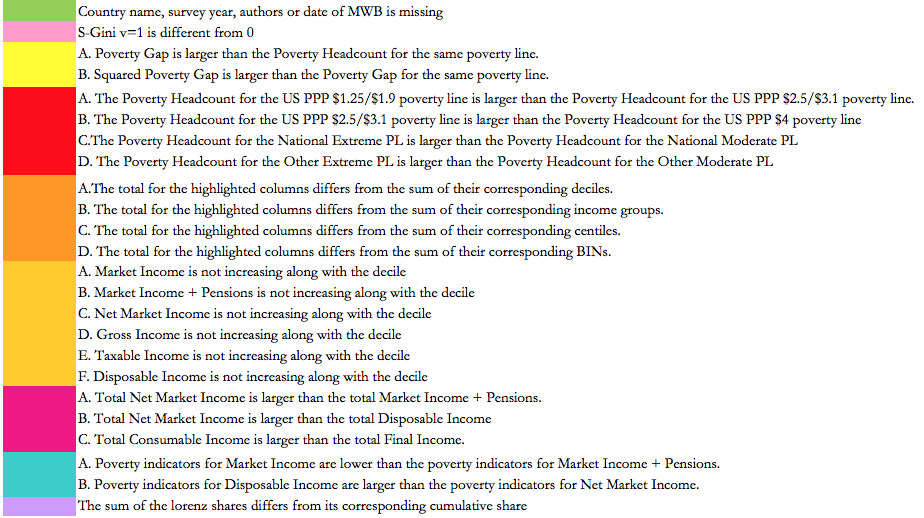 Country name, survey year, authors or date of MWB is missing
S-Gini v=1 is different from 0
A. Poverty Gap is larger than the Poverty Headcount for the same poverty line.
B. Squared Poverty Gap is larger than the Poverty Gap for the same poverty line.
A. The Poverty Headcount for the US PPP $1.25/$1.9 poverty line is larger than the Poverty Headcount for the US PPP $2.5/$3.1 poverty line.
B. The Poverty Headcount for the US PPP $2.5/$3.1 poverty line is larger than the Poverty Headcount for the US PPP $4 poverty line
C.The Poverty Headcount for the National Extreme PL is larger than the Poverty Headcount for the National Moderate PL
D. The Poverty Headcount for the Other Extreme PL is larger than the Poverty Headcount for the Other Moderate PL
A.The total for the highlighted columns differs from the sum of their corresponding deciles.
B. The total for the highlighted columns differs from the sum of their corresponding income groups.
C. The total for the highlighted columns differs from the sum of their corresponding centiles.
D. The total for the highlighted columns differs from the sum of their corresponding BINs.
A. Market Income is not increasing along with the decile
B. Market Income + Pensions is not increasing along with the decile
C. Net Market Income is not increasing along with the decile
D. Gross Income is not increasing along with the decile
E. Taxable Income is not increasing along with the decile
F. Disposable Income is not increasing along with the decile
A. Total Net Market Income is larger than the total Market Income + Pensions.
B. Total Net Market Income is larger than the total Disposable Income
C. Total Consumable Income is larger than the total Final Income.
A. Poverty indicators for Market Income are lower than the poverty indicators for Market Income + Pensions.
B. Poverty indicators for Disposable Income are larger than the poverty indicators for Net Market Income.
The sum of the lorenz shares differs from its corresponding cumulative share